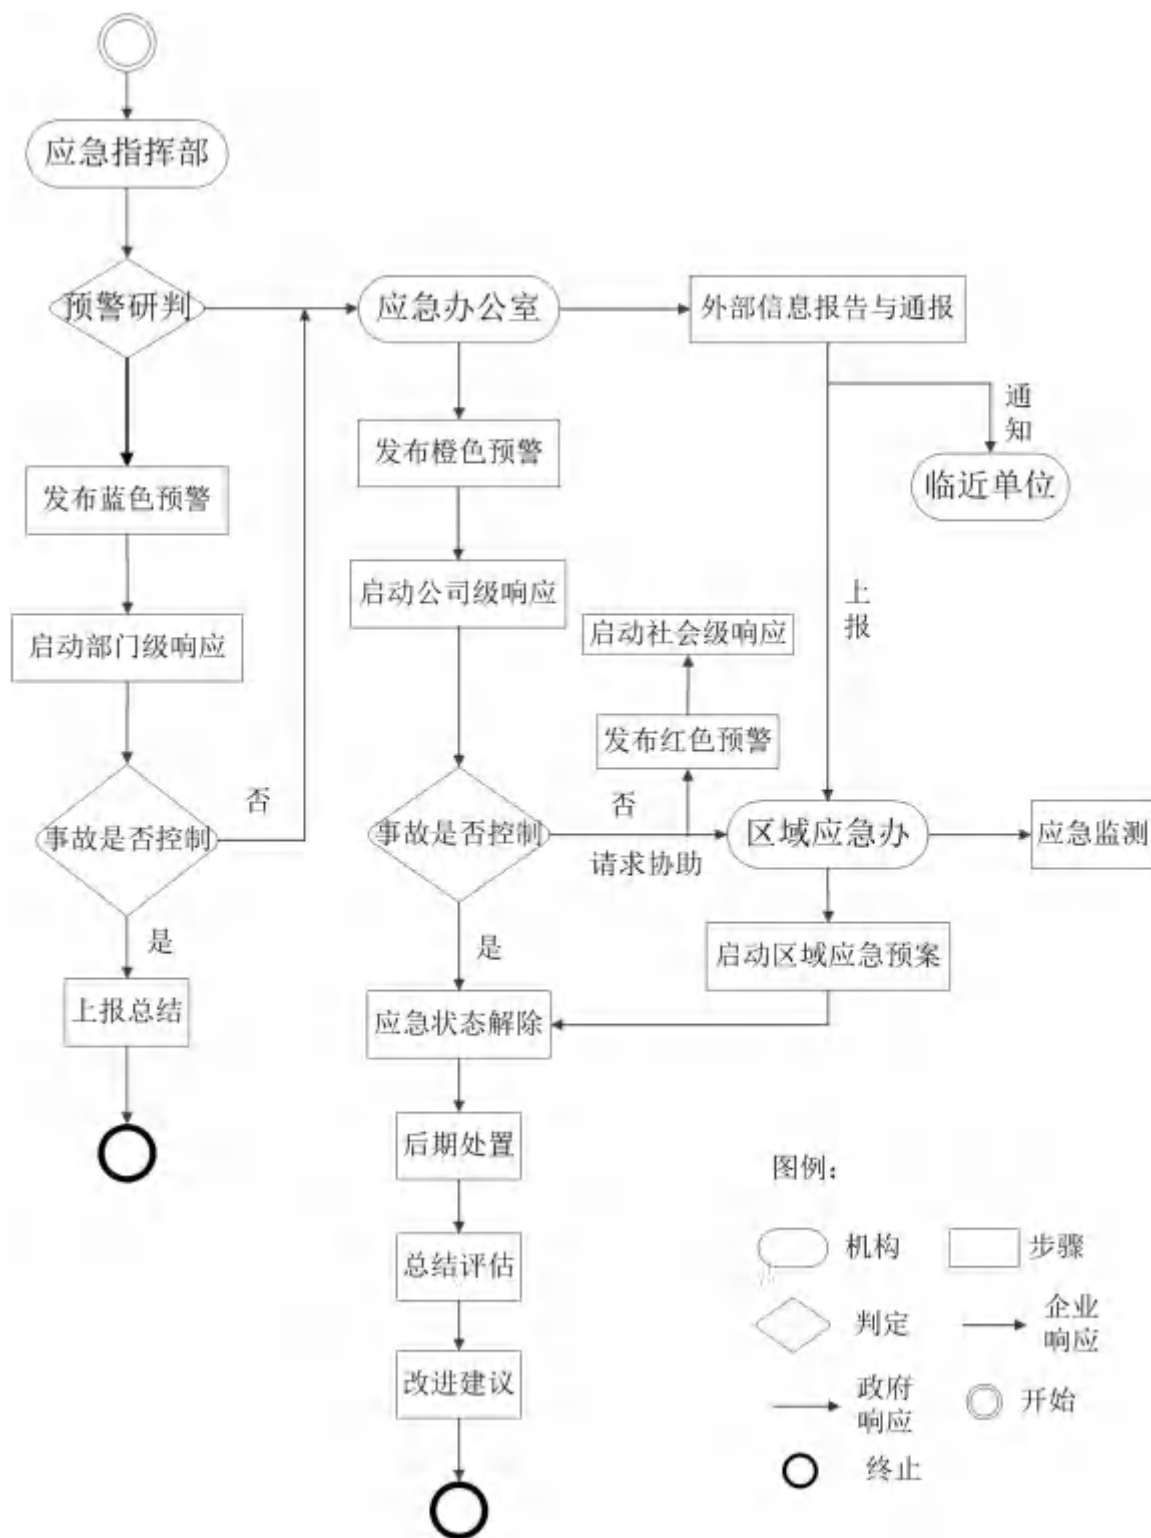 应急指挥部
预警研判
应急办公室
外部信息报告与通报
通
知
发布橙色预警
临近单位
发布蓝色预警
启动公司级响应
上
报
启动社会级响应
启动部门级响应
发布红色预警
否
否
事故是否控制
事故是否控制
请求协助
区域应急办
应急监测
是
是
启动区域应急预案
上报总结
应急状态解除
后期处置
图例：
机构
步骤
总结评估
判定
企业
响应
改进建议
政府
响应
开始
终止